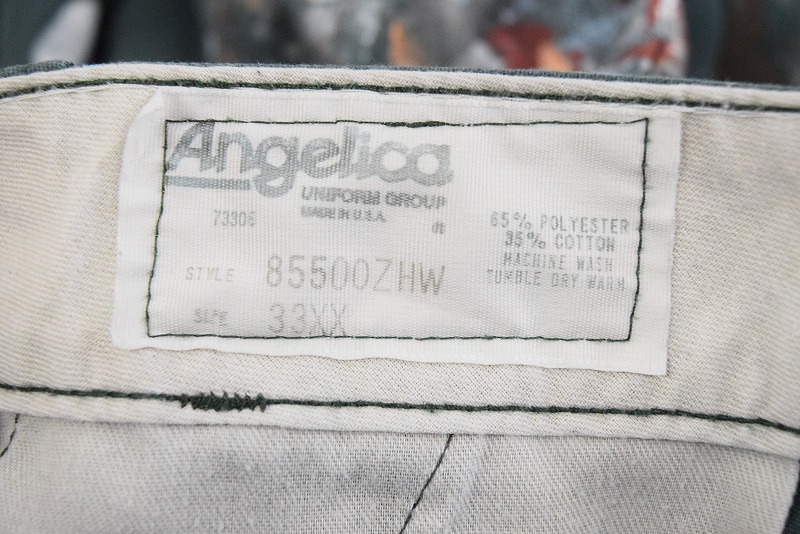 Angelica
UNIFORM GROUP
MADE IN U.S.A.
73306
65% POLYESTER
35% COTTON
MACHINE WASH
TUMBLE DRY WARM
STYLE 85500ZHW
SIZE 33XX